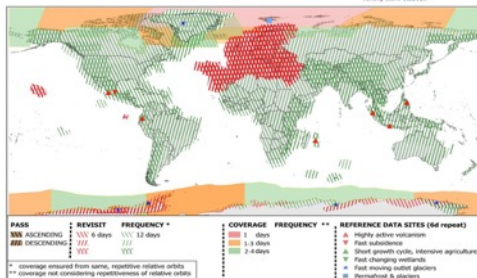 PASS
ASCENDING
DESCENDING
REVISIT FREQUENCY *
6 days
12 days
COVERAGE FREQUENCY **
1 days
1-3 days
2-4 days
REFERENCE DATA SITES (6d repeat)
Highly active volcanism
Fast subsidence
Short growth cycle, intensive agriculture
Fast changing wetlands
Fast moving outlet glaciers
Permafrost & glaciers
* coverage ensured from same, repetitive relative orbits
** coverage not considering repetitiveness of relative orbits